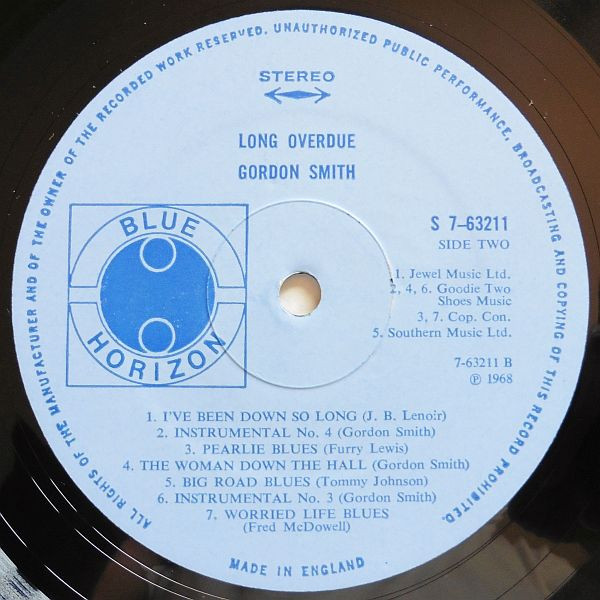 ALL RIGHTS OF THE MANUFACTURER AND OF THE OWNER OF THE RECORDED WORK RESERVED. UNAUTHORIZED PUBLIC PERFORMANCE, BROADCASTING AND COPYING OF THIS RECORD PROHIBITED.
STEREO
LONG OVERDUE
GORDON SMITH
BLUE
HORIZON
S 7-63211
SIDE TWO
1. Jewel Music Ltd.
2, 4, 6. Goodie Two
Shoes Music
3, 7. Cop. Con.
5. Southern Music Ltd.
7-63211 B
℗ 1968
1. I'VE BEEN DOWN SO LONG (J. B. Lenoir)
2. INSTRUMENTAL No. 4 (Gordon Smith)
3. PEARLIE BLUES (Furry Lewis)
4. THE WOMAN DOWN THE HALL (Gordon Smith)
5. BIG ROAD BLUES (Tommy Johnson)
6. INSTRUMENTAL No. 3 (Gordon Smith)
7. WORRIED LIFE BLUES
(Fred McDowell)
MADE IN ENGLAND